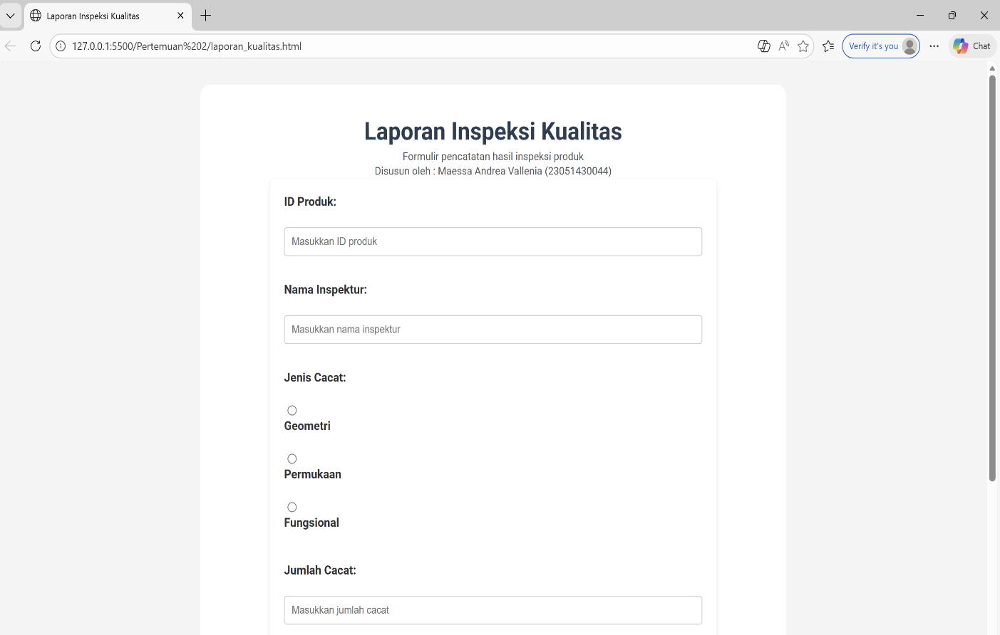 Laporan Inspeksi Kualitas
127.0.0.1:5500/Pertemuan%202/laporan_kualitas.html
Verify it's you
Chat
Laporan Inspeksi Kualitas
Formulir pencatatan hasil inspeksi produk
Disusun oleh : Maessa Andrea Vallenia (23051430044)
ID Produk:
Masukkan ID produk
Nama Inspektur:
Masukkan nama inspektur
Jenis Cacat:
Geometri
Permukaan
Fungsional
Jumlah Cacat:
Masukkan jumlah cacat